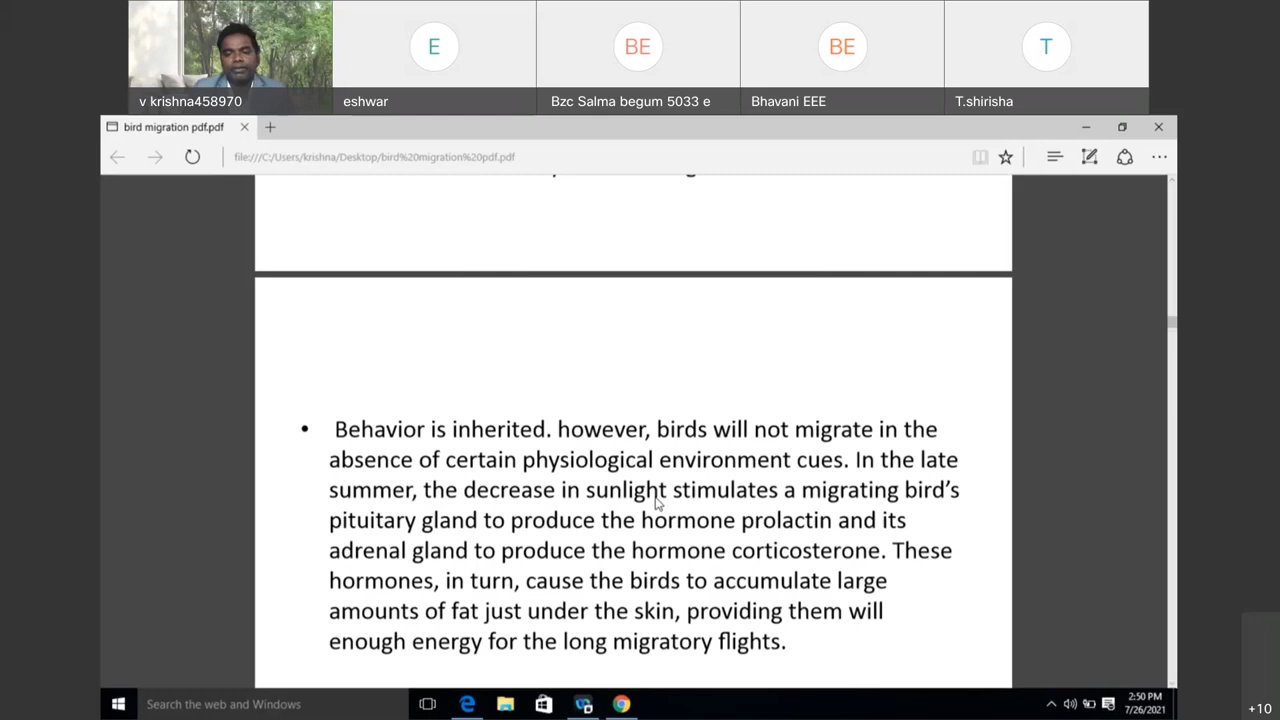 E
BE
BE
T
v krishna458970
eshwar
Bzc Salma begum 5033 e
Bhavani EEE
T.shirisha
bird migration pdf.pdf
file:///C:/Users/krishna/Desktop/bird%20migration%20pdf.pdf
• Behavior is inherited. however, birds will not migrate in the
absence of certain physiological environment cues. In the late
summer, the decrease in sunlight stimulates a migrating bird's
pituitary gland to produce the hormone prolactin and its
adrenal gland to produce the hormone corticosterone. These
hormones, in turn, cause the birds to accumulate large
amounts of fat just under the skin, providing them will
enough energy for the long migratory flights.
Search the web and Windows
2:50 PM
7/26/2021
+10